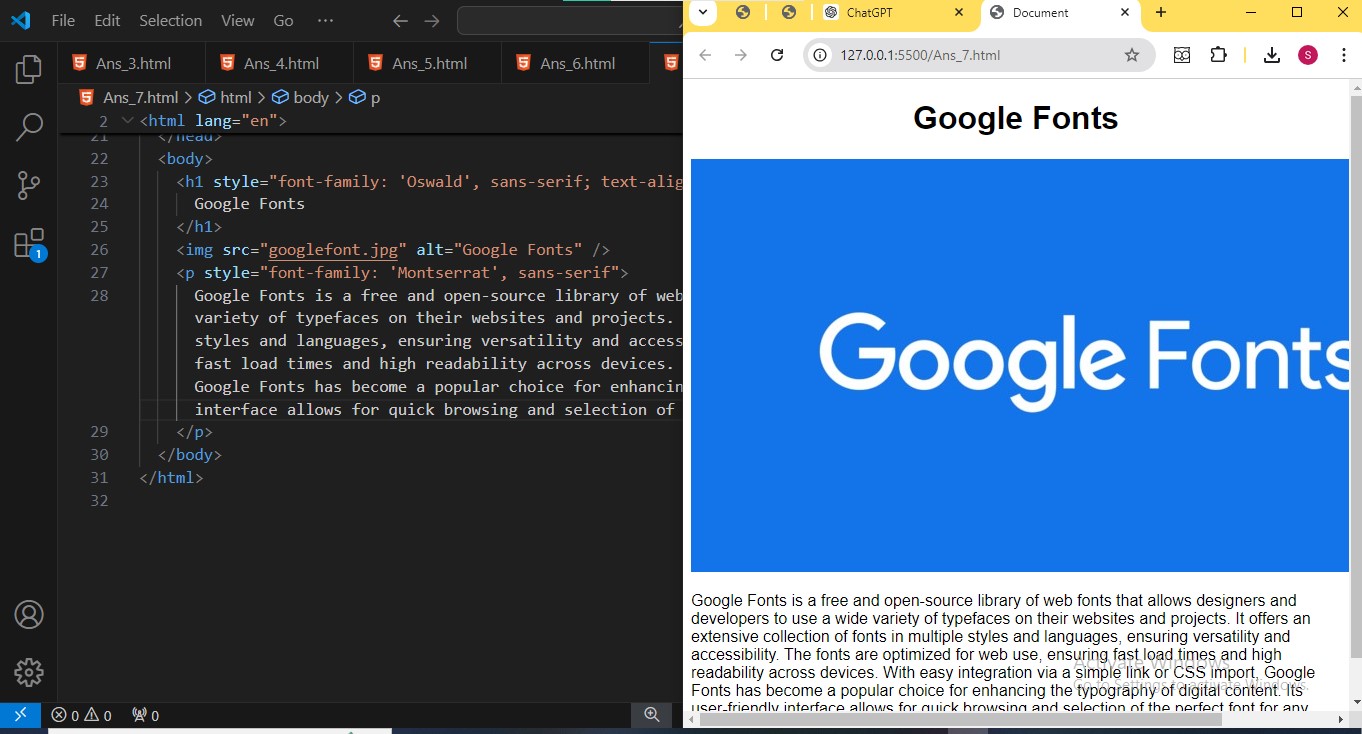 File Edit Selection View Go ···
Ans_3.html Ans_4.html Ans_5.html Ans_6.html
Ans_7.html > html > body > p
2 <html lang="en">
21 </head>
22 <body>
23 <h1 style="font-family: 'Oswald', sans-serif; text-alig
24 Google Fonts
25 </h1>
26 <img src="googlefont.jpg" alt="Google Fonts" />
27 <p style="font-family: 'Montserrat', sans-serif">
28 Google Fonts is a free and open-source library of web
variety of typefaces on their websites and projects.
styles and languages, ensuring versatility and access
fast load times and high readability across devices.
Google Fonts has become a popular choice for enhancin
interface allows for quick browsing and selection of
29 </p>
30 </body>
31 </html>
32
1
0 0 0
ChatGPT Document
127.0.0.1:5500/Ans_7.html
S
Google Fonts
Google Fonts
Google Fonts is a free and open-source library of web fonts that allows designers and
developers to use a wide variety of typefaces on their websites and projects. It offers an
extensive collection of fonts in multiple styles and languages, ensuring versatility and
accessibility. The fonts are optimized for web use, ensuring fast load times and high
readability across devices. With easy integration via a simple link or CSS import, Google
Fonts has become a popular choice for enhancing the typography of digital content. Its
user-friendly interface allows for quick browsing and selection of the perfect font for any
Activate Windows
Go to Settings to activate Windows.